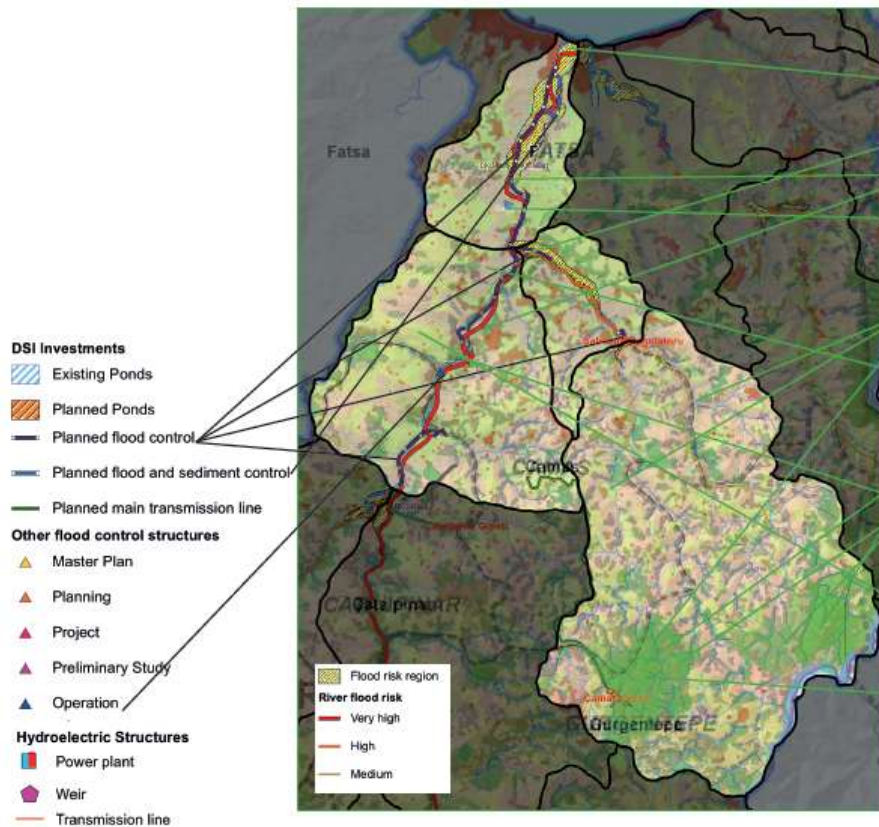 DSI Investments
Existing Ponds
Planned Ponds
Planned flood control
Planned flood and sediment control
Planned main transmission line
Other flood control structures
Master Plan
Planning
Project
Preliminary Study
Operation
Hydroelectric Structures
Power plant
Weir
Transmission line
Fatsa
FATSA
Flood risk region
River flood risk
Very high
High
Medium